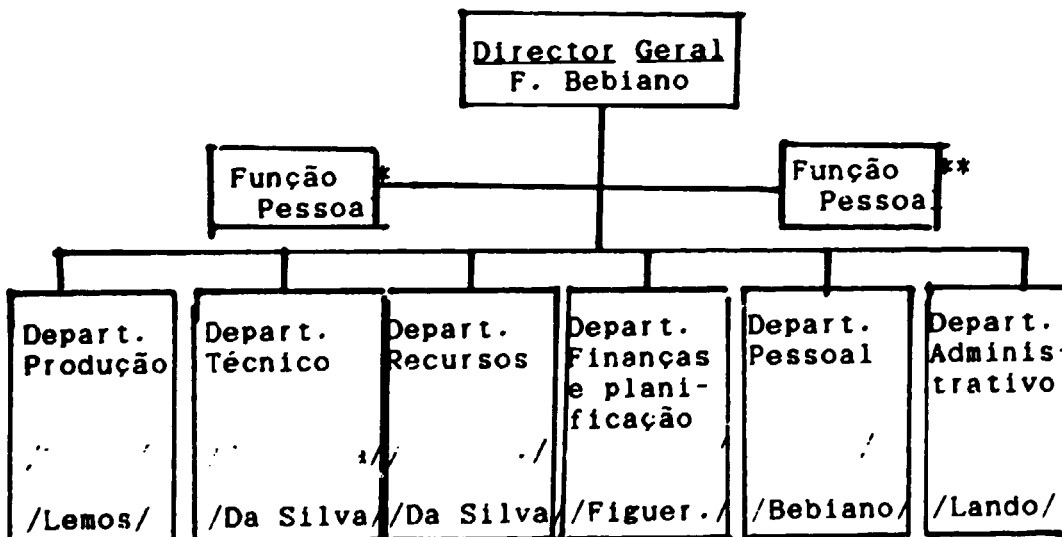 Director Geral
F. Bebiano
Função *
Pessoa
Função **
Pessoa
Depart.
Produção
/Lemos/
Depart.
Técnico
/Da Silva/
Depart.
Recursos
/Da Silva/
Depart.
Finanças
e plani-
ficação
/Figuer./
Depart.
Pessoal
/Bebiano/
Depart.
Adminis-
trativo
/Lando/